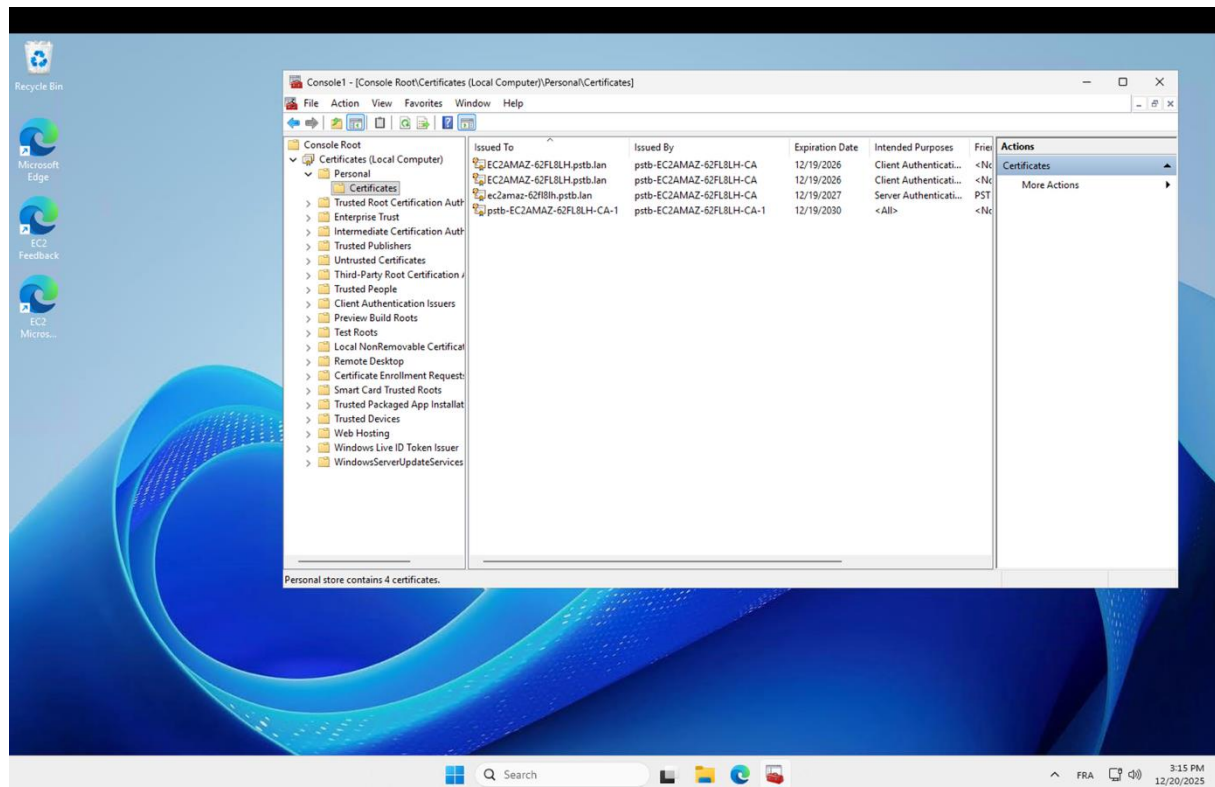 Recycle Bin
Microsoft
Edge
EC2
Feedback
EC2
Micros...
Console1 - [Console Root\Certificates (Local Computer)\Personal\Certificates]
File Action View Favorites Window Help
Console Root
Certificates (Local Computer)
Personal
Certificates
Trusted Root Certification Auth
Enterprise Trust
Intermediate Certification Auth
Trusted Publishers
Untrusted Certificates
Third-Party Root Certification A
Trusted People
Client Authentication Issuers
Preview Build Roots
Test Roots
Local NonRemovable Certificat
Remote Desktop
Certificate Enrollment Requests
Smart Card Trusted Roots
Trusted Packaged App Installat
Trusted Devices
Web Hosting
Windows Live ID Token Issuer
WindowsServerUpdateServices
Issued To Issued By Expiration Date Intended Purposes Frien
EC2AMAZ-62FL8LH.pstb.lan pstb-EC2AMAZ-62FL8LH-CA 12/19/2026 Client Authenticati... <No
EC2AMAZ-62FL8LH.pstb.lan pstb-EC2AMAZ-62FL8LH-CA 12/19/2026 Client Authenticati... <No
ec2amaz-62fl8lh.pstb.lan pstb-EC2AMAZ-62FL8LH-CA 12/19/2027 Server Authenticati... PST
pstb-EC2AMAZ-62FL8LH-CA-1 pstb-EC2AMAZ-62FL8LH-CA-1 12/19/2030 <All> <No
Actions
Certificates
More Actions
Personal store contains 4 certificates.
Search
FRA
3:15 PM
12/20/2025